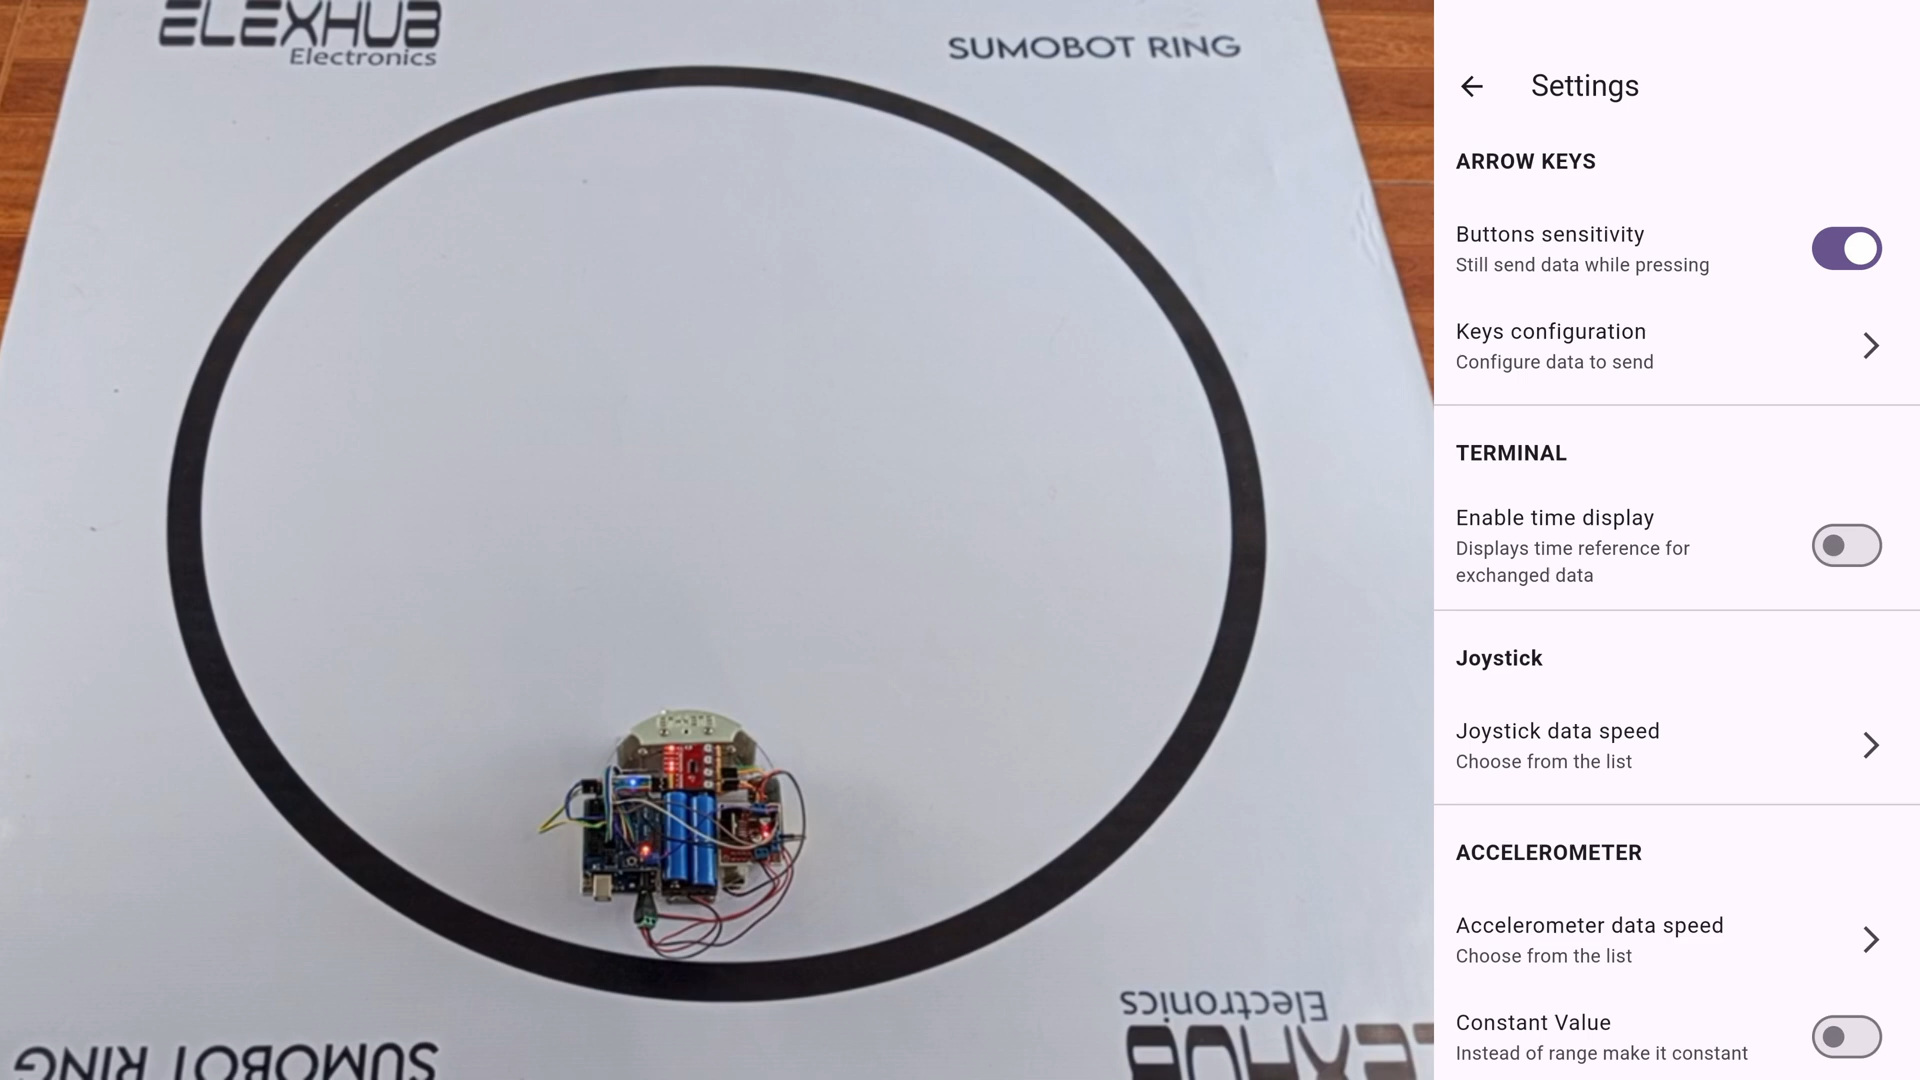 ELEXHUB
Electronics
SUMOBOT RING
Electronics
ELEXHUB
SUMOBOT RING
Settings
ARROW KEYS
Buttons sensitivity
Still send data while pressing
Keys configuration
Configure data to send
TERMINAL
Enable time display
Displays time reference for
exchanged data
Joystick
Joystick data speed
Choose from the list
ACCELEROMETER
Accelerometer data speed
Choose from the list
Constant Value
Instead of range make it constant